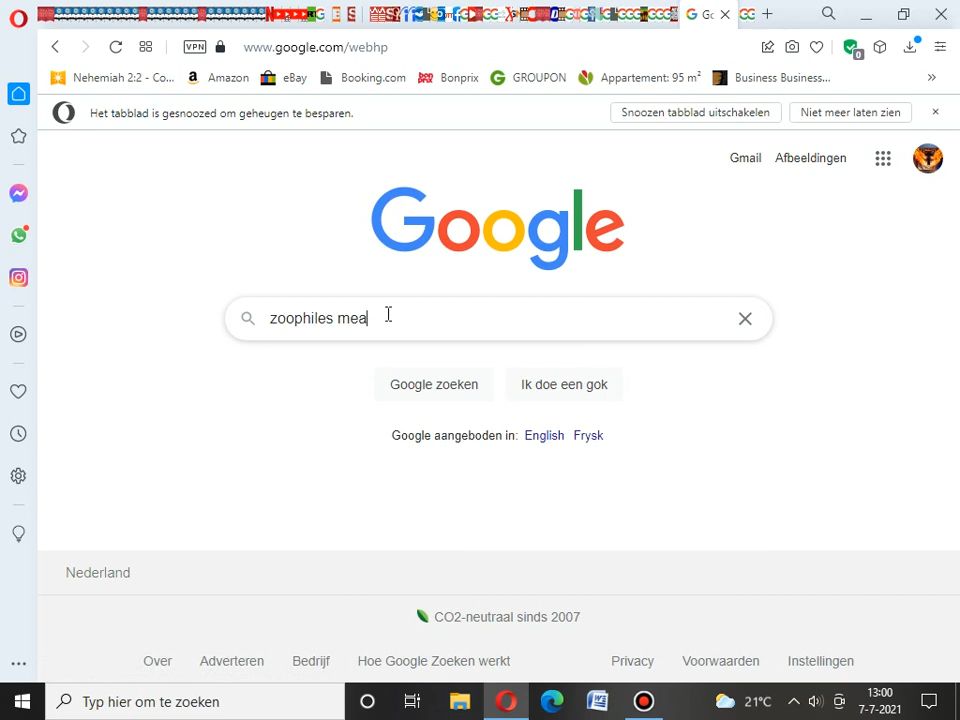 VPN www.google.com/webhp
Nehemiah 2:2 - Co... Amazon eBay Booking.com Bonprix GROUPON Appartement: 95 m² Business Business... »
Het tabblad is gesnoozed om geheugen te besparen. Snoozen tabblad uitschakelen Niet meer laten zien
Gmail Afbeeldingen
Google
zoophiles mea
Google zoeken Ik doe een gok
Google aangeboden in: English Frysk
Nederland
CO2-neutraal sinds 2007
Over Adverteren Bedrijf Hoe Google Zoeken werkt Privacy Voorwaarden Instellingen
Typ hier om te zoeken 21°C 13:00
7-7-2021